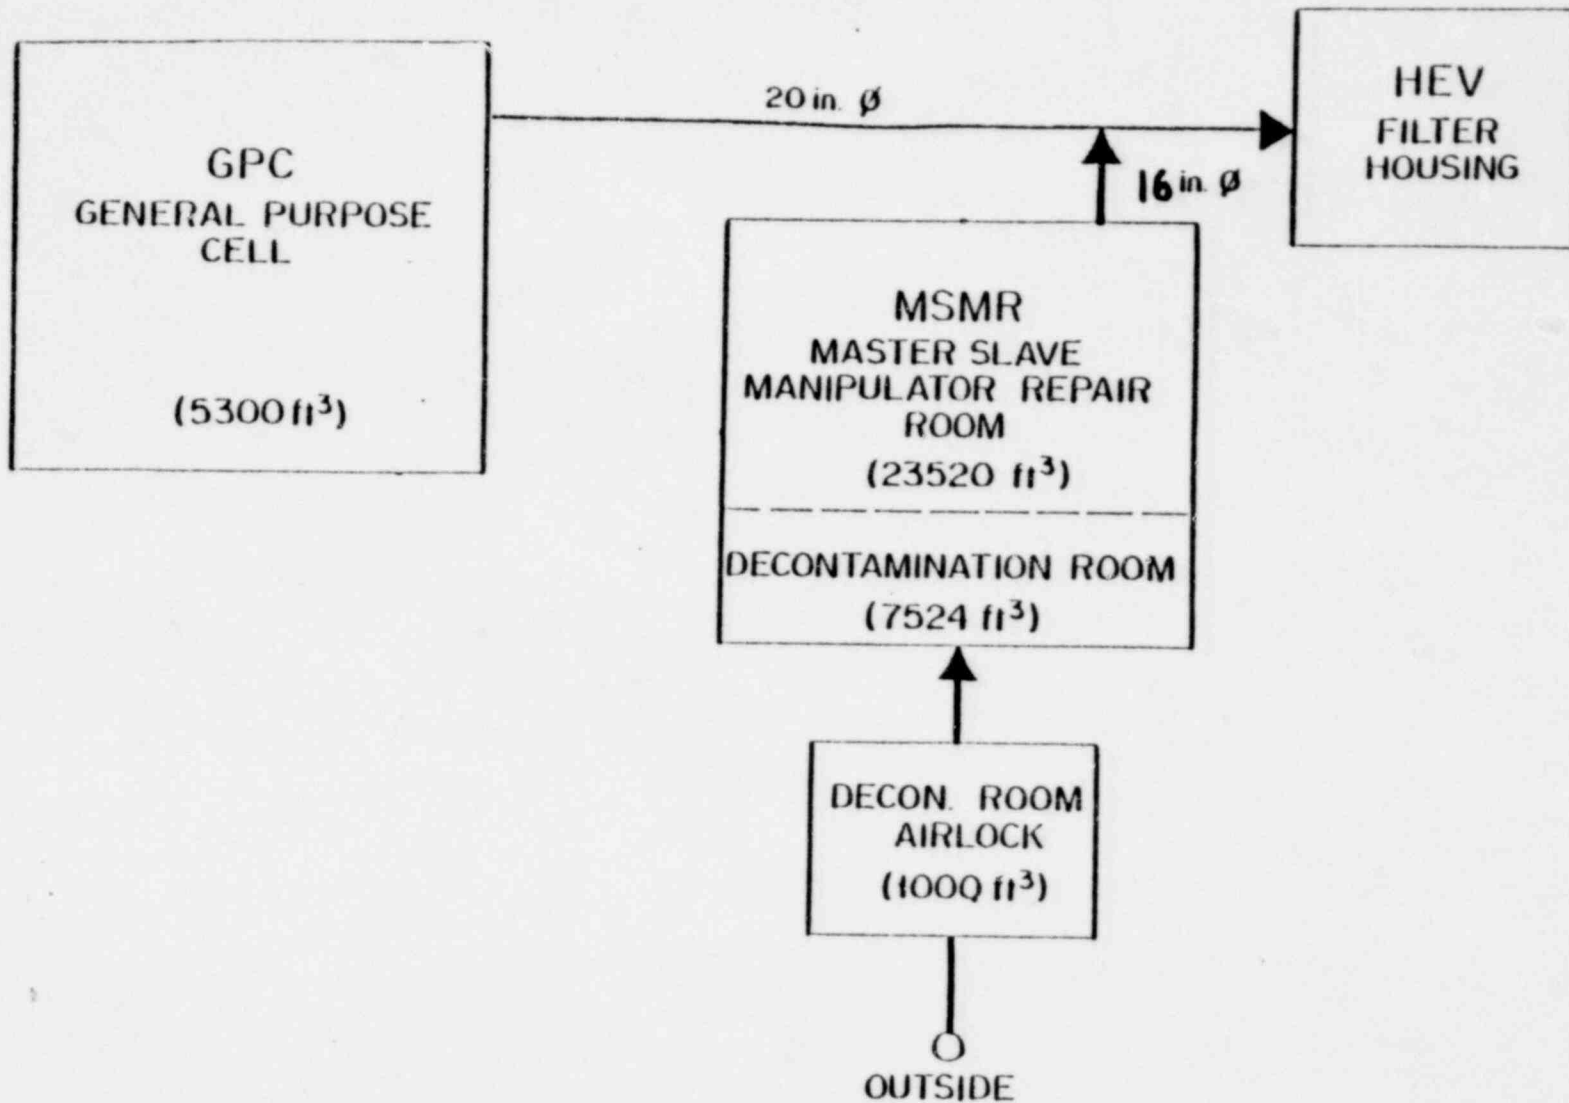 GPC
GENERAL PURPOSE
CELL
(5300 ft³)
20 in. Ø
16 in. Ø
HEV
FILTER
HOUSING
MSMR
MASTER SLAVE
MANIPULATOR REPAIR
ROOM
(23520 ft³)
DECONTAMINATION ROOM
(7524 ft³)
DECON. ROOM
AIRLOCK
(1000 ft³)
OUTSIDE